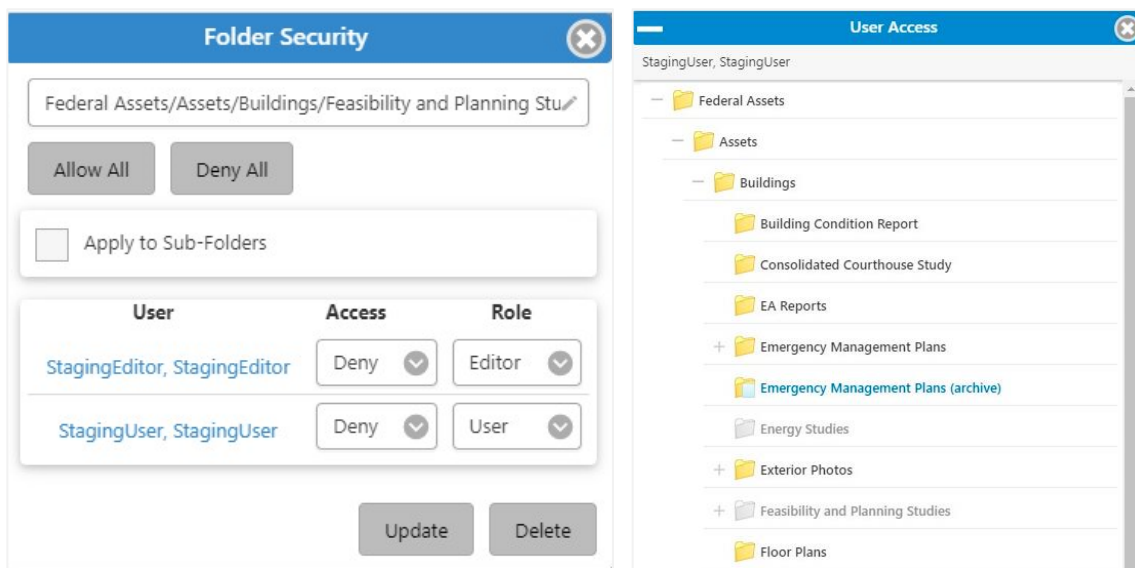 Folder Security
Federal Assets/Assets/Buildings/Feasibility and Planning Stu
Allow All Deny All
Apply to Sub-Folders
User Access Role
StagingEditor, StagingEditor Deny Editor
StagingUser, StagingUser Deny User
Update Delete
User Access
StagingUser, StagingUser
Federal Assets
Assets
Buildings
Building Condition Report
Consolidated Courthouse Study
EA Reports
Emergency Management Plans
Emergency Management Plans (archive)
Energy Studies
Exterior Photos
Feasibility and Planning Studies
Floor Plans